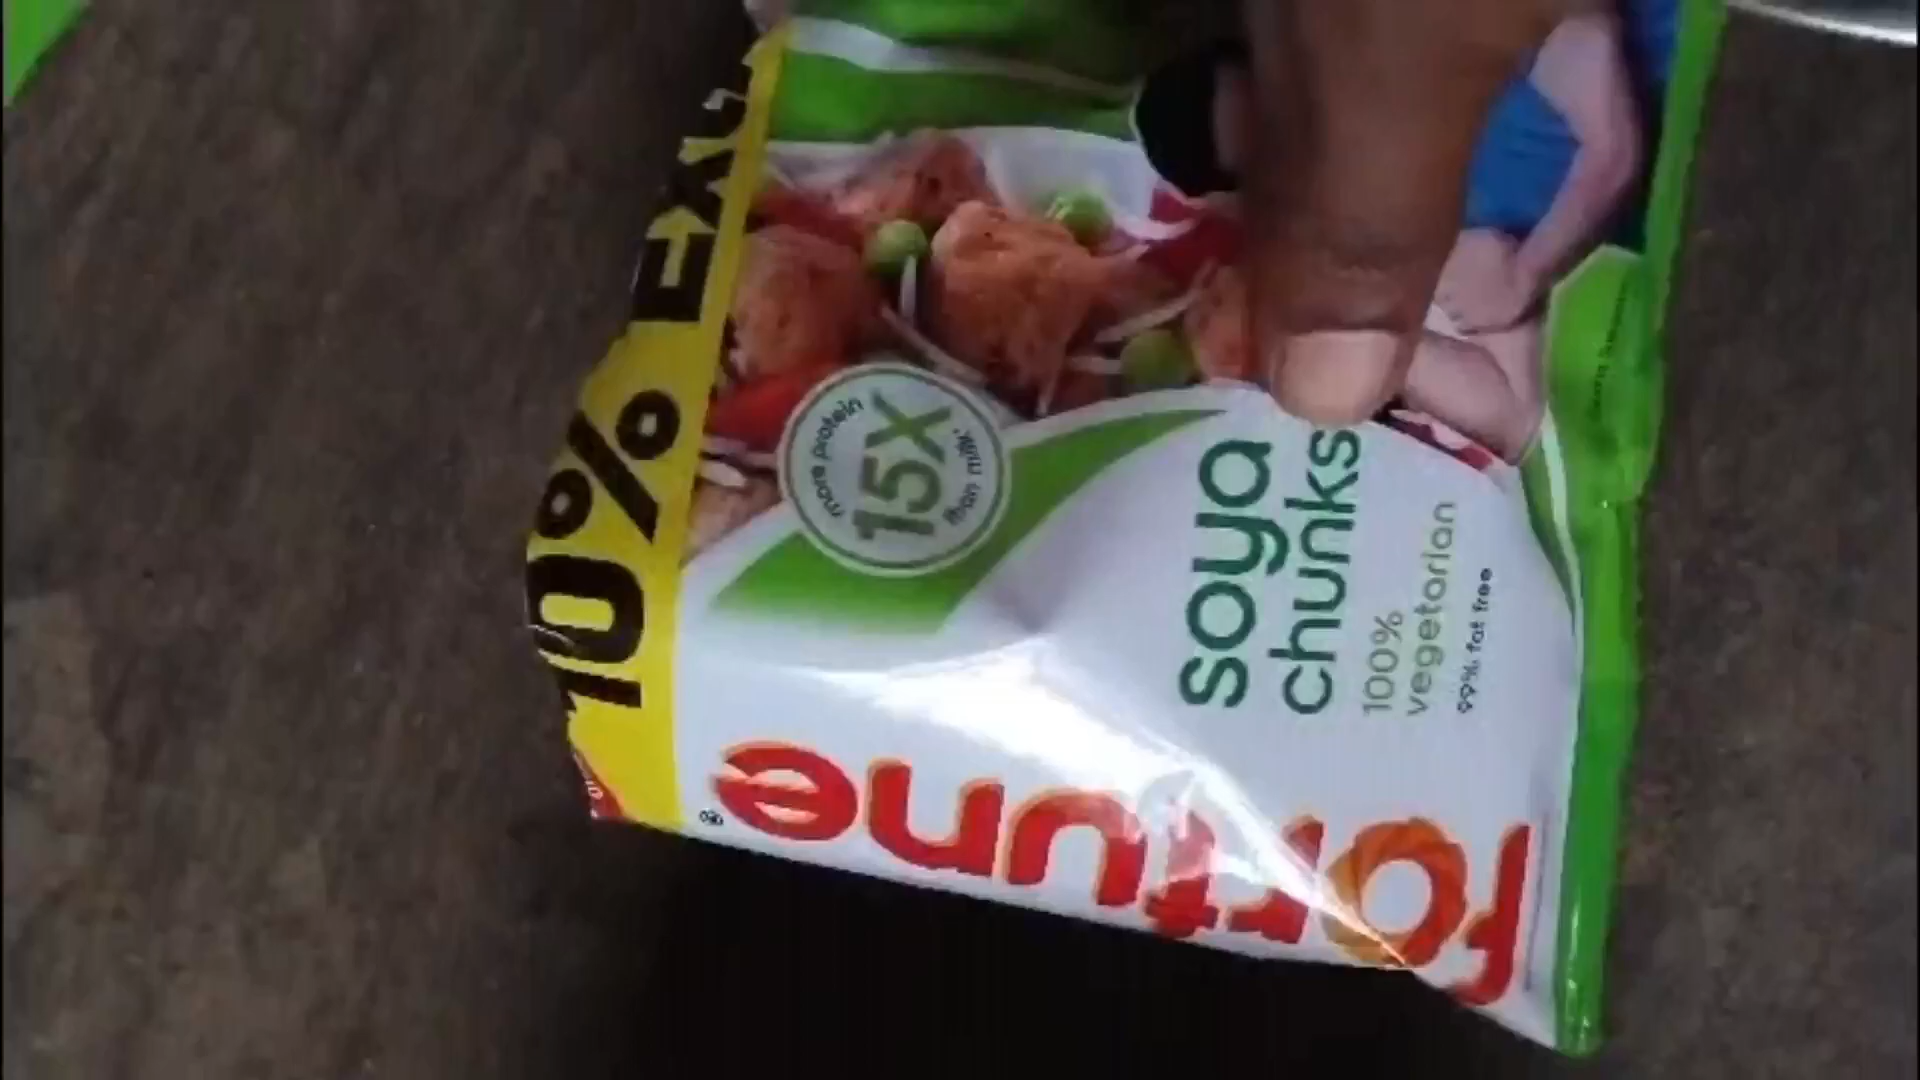 fortune
®
soya
chunks
100%
vegetarian
99% fat free
15X
more protein
than milk*
10% EX